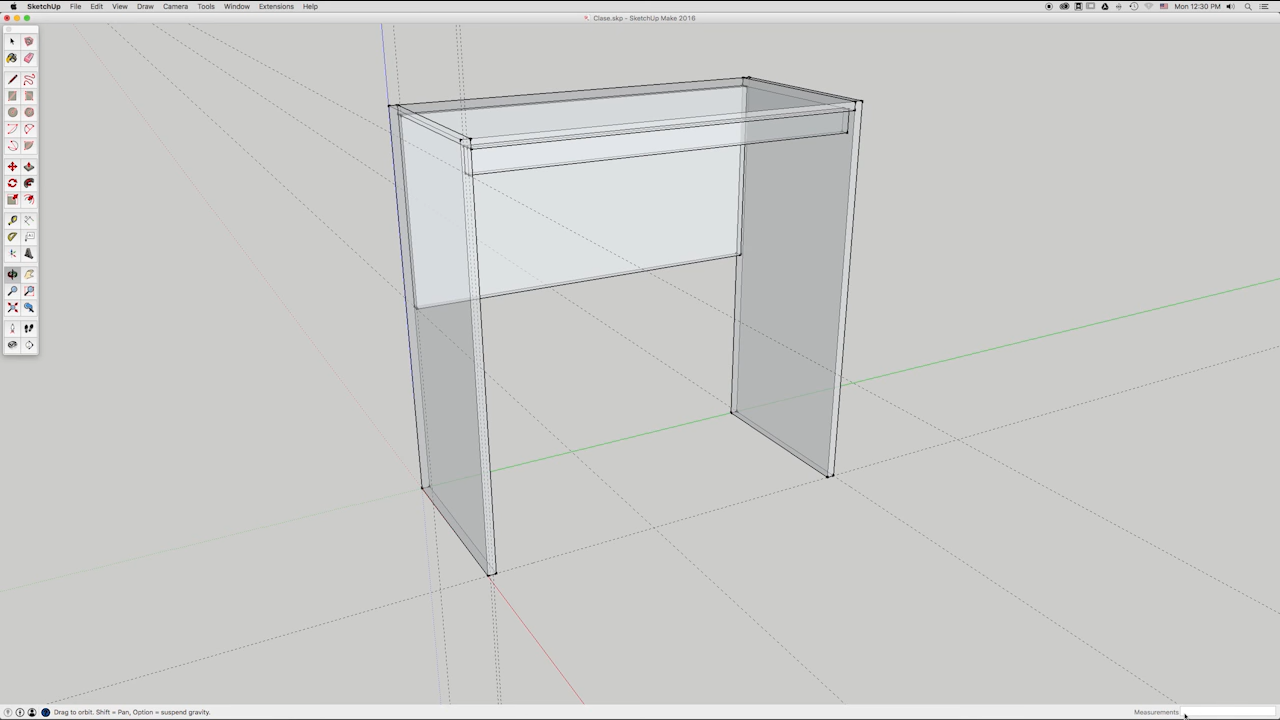 SketchUp File Edit View Draw Camera Tools Window Extensions Help Mon 12:30 PM
Clase.skp - SketchUp Make 2016
Drag to orbit. Shift = Pan, Option = suspend gravity. Measurements